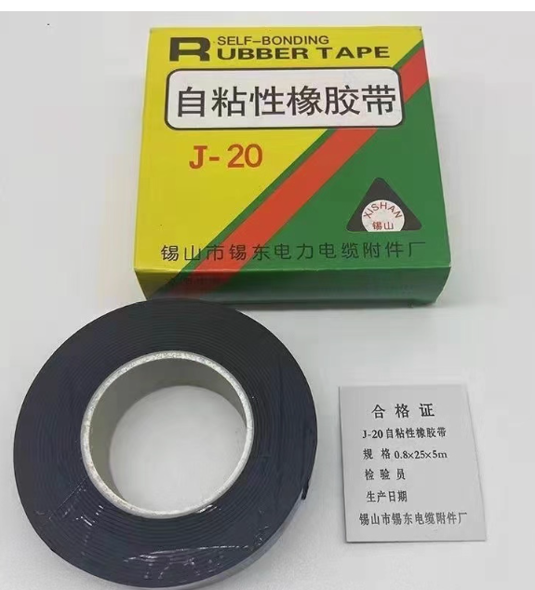 SELF-BONDING
RUBBER TAPE
自粘性橡胶带
J-20
XISHAN
锡山
锡山市锡东电力电缆附件厂
合格证
J-20自粘性橡胶带
规格0.8×25×5m
检验员
生产日期
锡山市锡东电缆附件厂